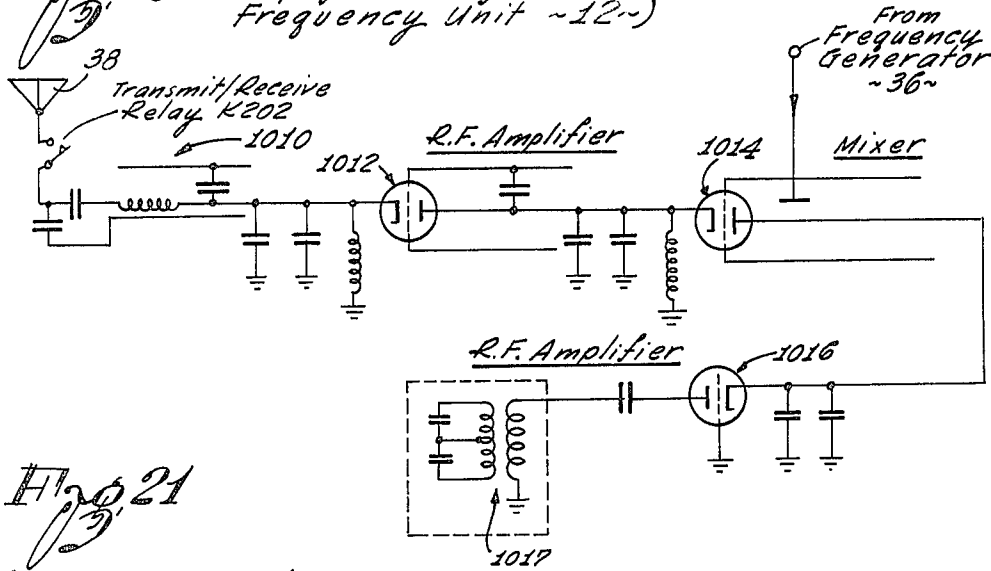 Frequency Unit ~12~)
From
Frequency
Generator
~36~
38
Transmit/Receive
Relay K202
1010
R.F. Amplifier
1012
1014
Mixer
R.F. Amplifier
1016
1017
Fig. 21